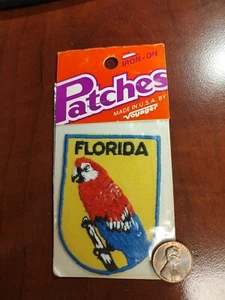 IRON-ON
Patches
MADE IN U.S.A. BY
Voyager
FLORIDA